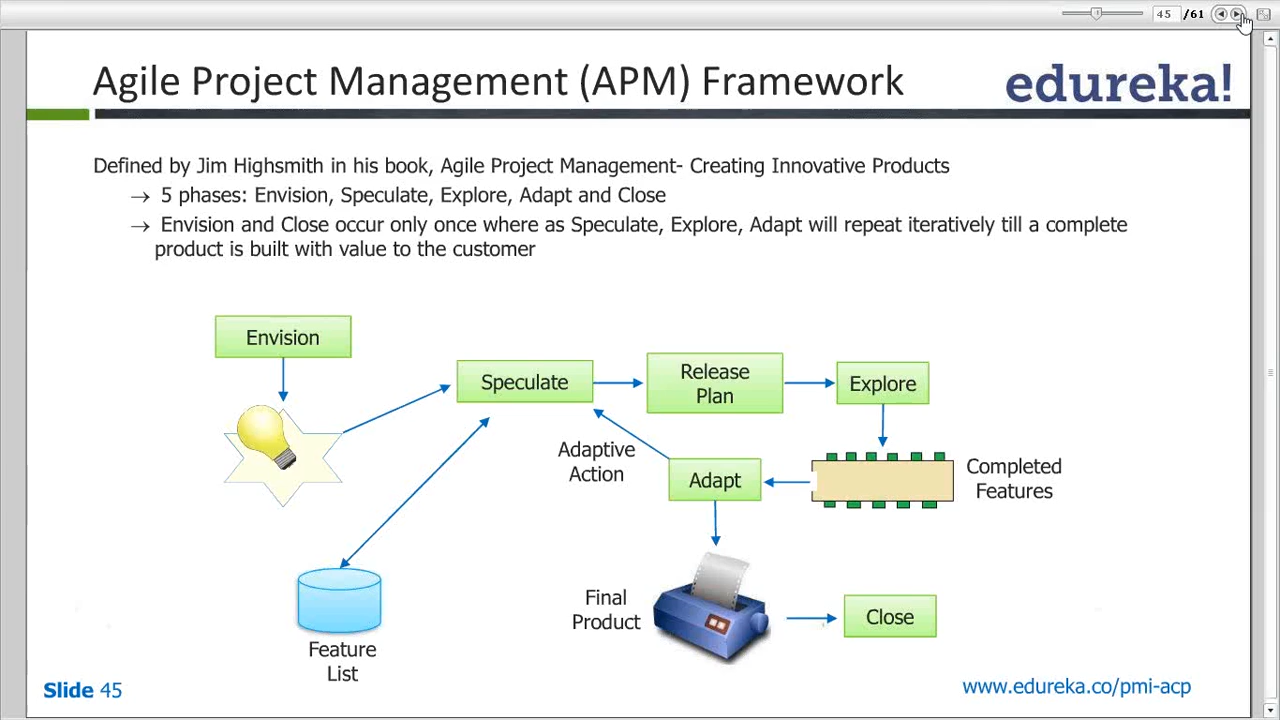 45 /61
Agile Project Management (APM) Framework
edureka!
Defined by Jim Highsmith in his book, Agile Project Management- Creating Innovative Products
→ 5 phases: Envision, Speculate, Explore, Adapt and Close
→ Envision and Close occur only once where as Speculate, Explore, Adapt will repeat iteratively till a complete
product is built with value to the customer
Envision
Speculate
Release
Plan
Explore
Adaptive
Action
Adapt
Completed
Features
Final
Product
Close
Feature
List
Slide 45
www.edureka.co/pmi-acp